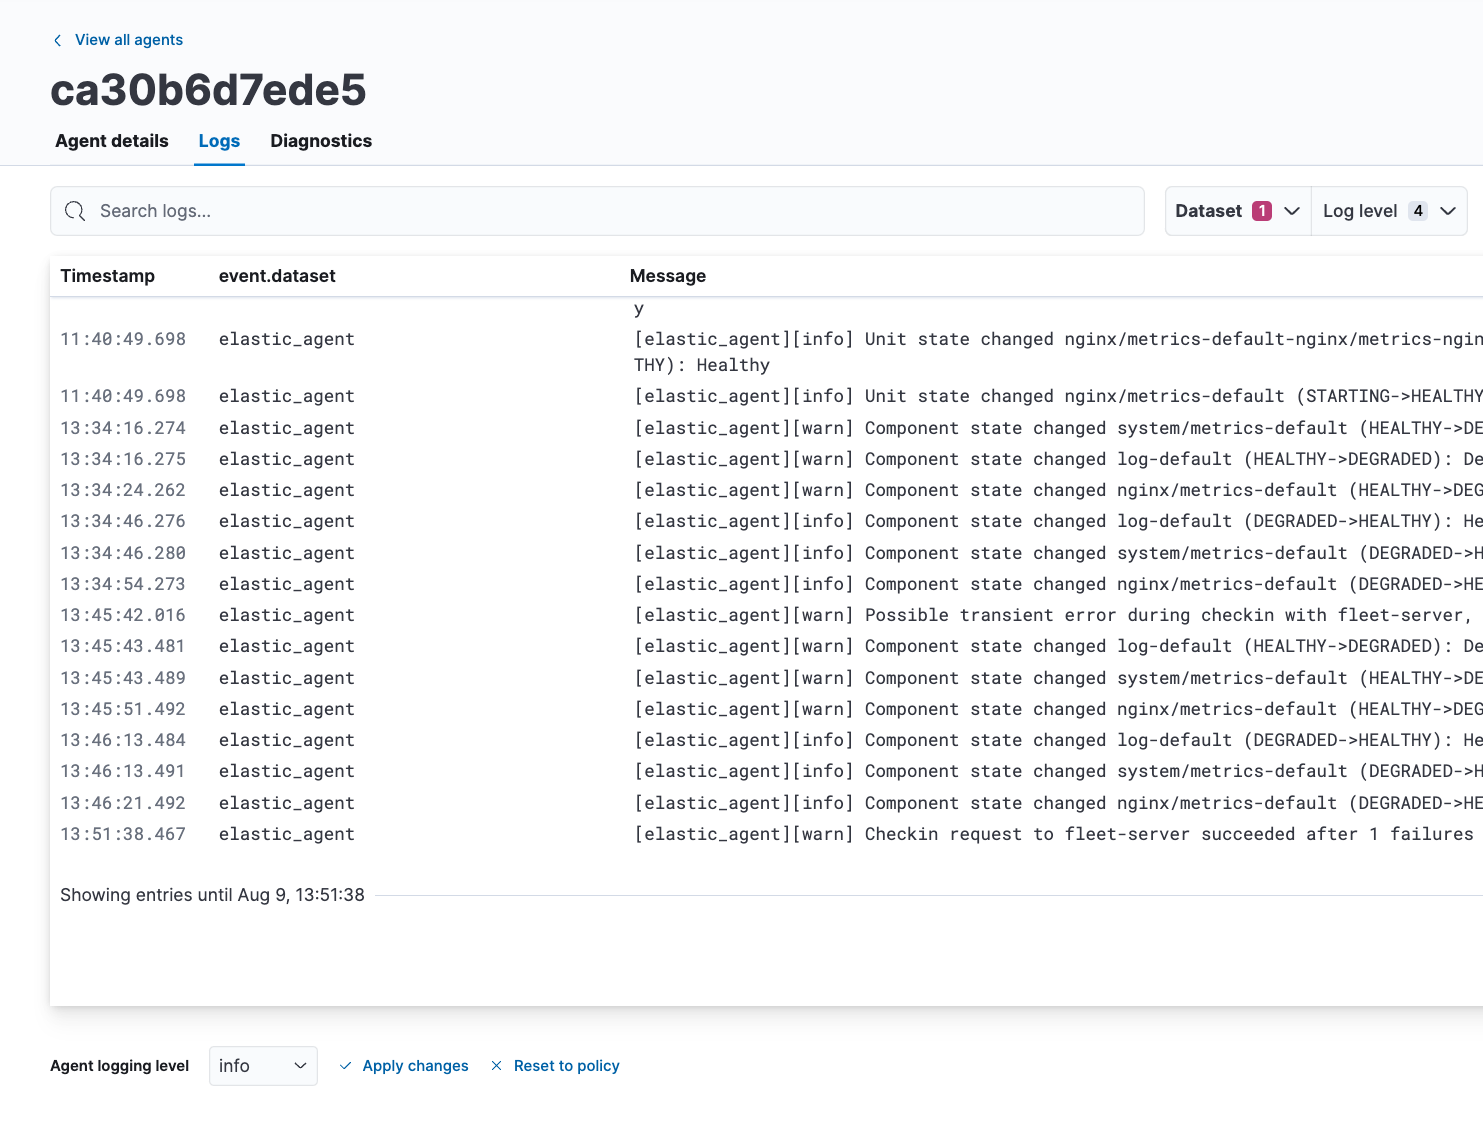 View all agents
ca30b6d7ede5
Agent details Logs Diagnostics
Search logs... Dataset 1 Log level 4
Timestamp event.dataset Message
y
11:40:49.698 elastic_agent [elastic_agent][info] Unit state changed nginx/metrics-default-nginx/metrics-ngin
THY): Healthy
11:40:49.698 elastic_agent [elastic_agent][info] Unit state changed nginx/metrics-default (STARTING->HEALTHY
13:34:16.274 elastic_agent [elastic_agent][warn] Component state changed system/metrics-default (HEALTHY->DE
13:34:16.275 elastic_agent [elastic_agent][warn] Component state changed log-default (HEALTHY->DEGRADED): De
13:34:24.262 elastic_agent [elastic_agent][warn] Component state changed nginx/metrics-default (HEALTHY->DEG
13:34:46.276 elastic_agent [elastic_agent][info] Component state changed log-default (DEGRADED->HEALTHY): He
13:34:46.280 elastic_agent [elastic_agent][info] Component state changed system/metrics-default (DEGRADED->H
13:34:54.273 elastic_agent [elastic_agent][info] Component state changed nginx/metrics-default (DEGRADED->HE
13:45:42.016 elastic_agent [elastic_agent][warn] Possible transient error during checkin with fleet-server,
13:45:43.481 elastic_agent [elastic_agent][warn] Component state changed log-default (HEALTHY->DEGRADED): De
13:45:43.489 elastic_agent [elastic_agent][warn] Component state changed system/metrics-default (HEALTHY->DE
13:45:51.492 elastic_agent [elastic_agent][warn] Component state changed nginx/metrics-default (HEALTHY->DEG
13:46:13.484 elastic_agent [elastic_agent][info] Component state changed log-default (DEGRADED->HEALTHY): He
13:46:13.491 elastic_agent [elastic_agent][info] Component state changed system/metrics-default (DEGRADED->H
13:46:21.492 elastic_agent [elastic_agent][info] Component state changed nginx/metrics-default (DEGRADED->HE
13:51:38.467 elastic_agent [elastic_agent][warn] Checkin request to fleet-server succeeded after 1 failures
Showing entries until Aug 9, 13:51:38
Agent logging level info Apply changes Reset to policy